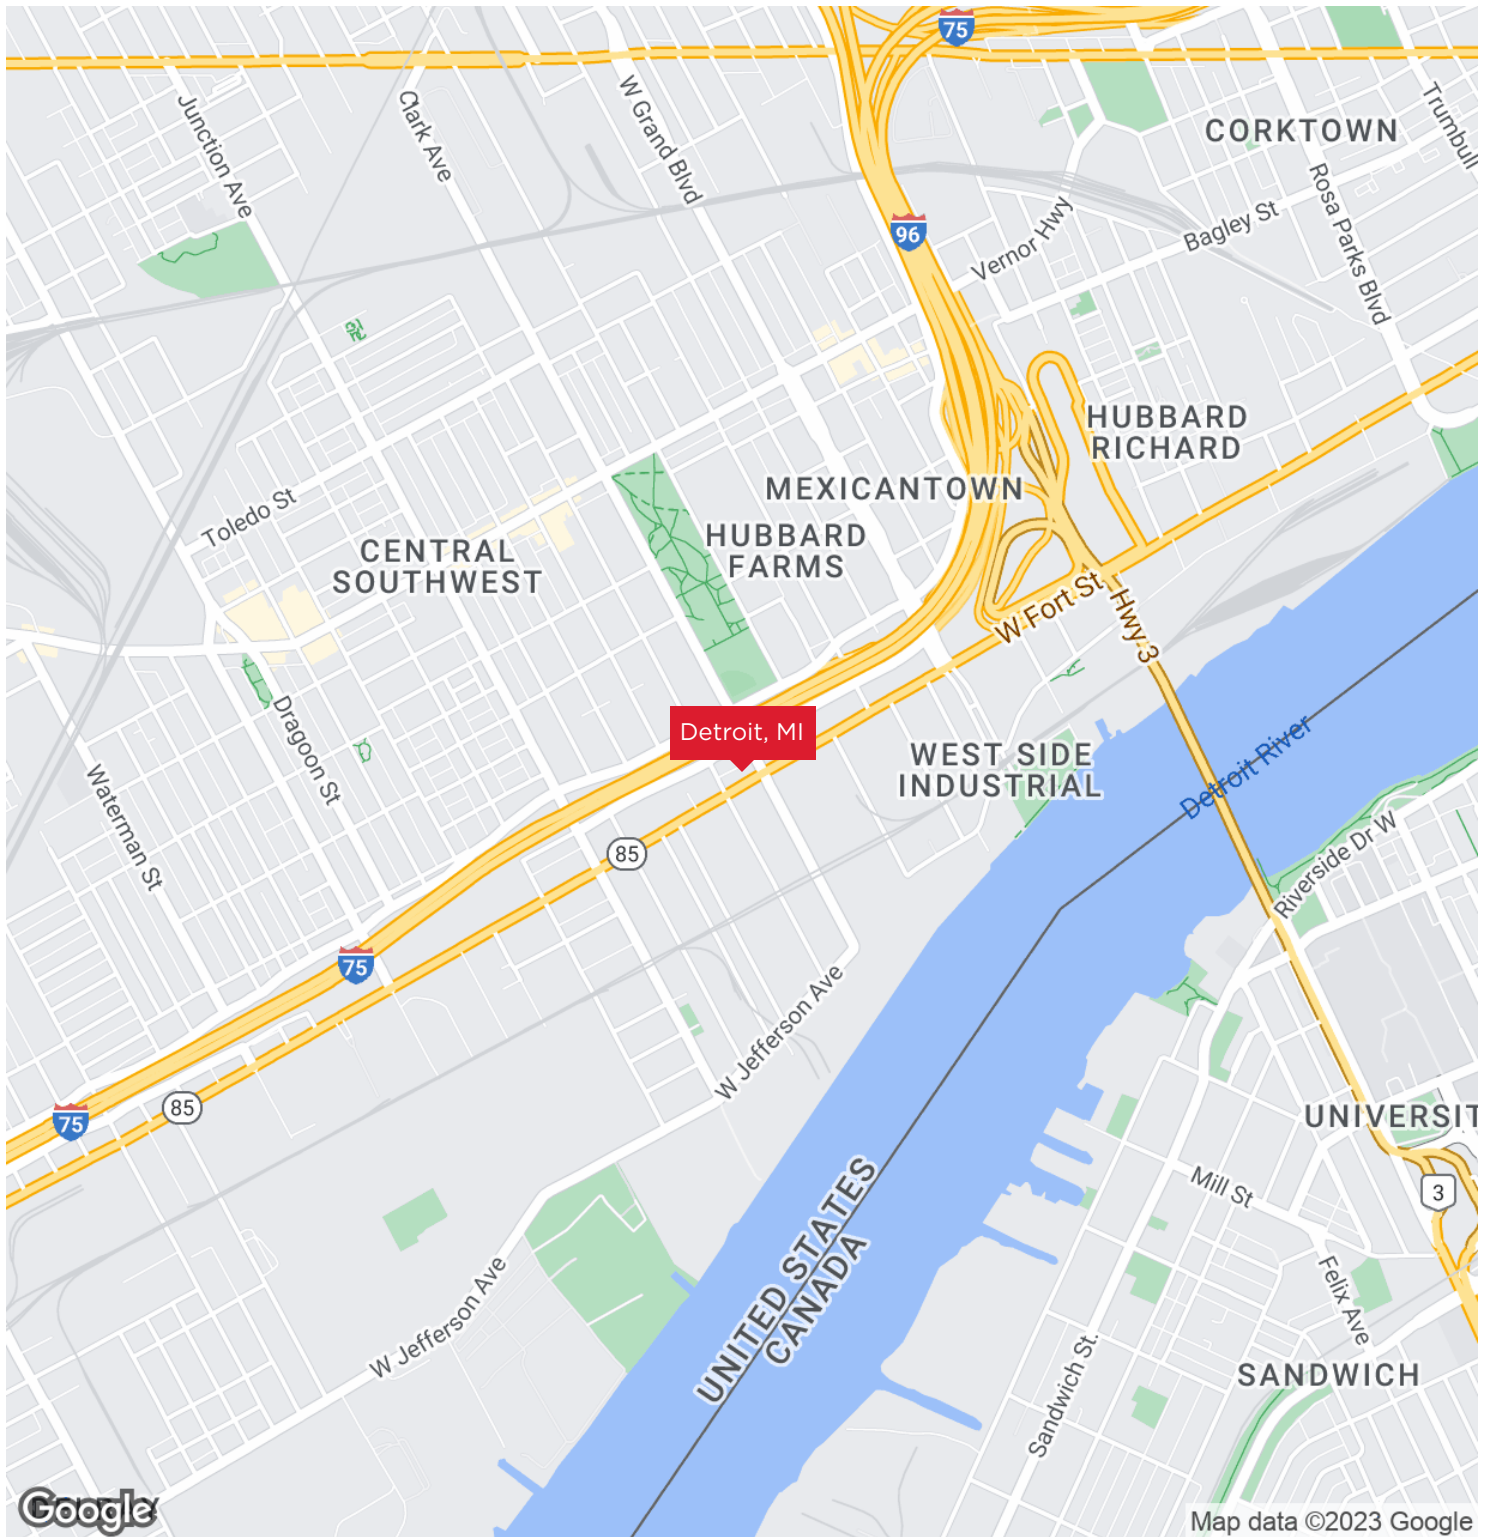 75
Junction Ave
Clark Ave
W Grand Blvd
Trumbull
CORKTOWN
96
Vernor Hwy
Bagley St
Rosa Parks Blvd
HUBBARD
RICHARD
MEXICANTOWN
Toledo St
CENTRAL
SOUTHWEST
HUBBARD
FARMS
W Fort St
Hwy 3
Dragoon St
Detroit, MI
WEST SIDE
INDUSTRIAL
Detroit River
Waterman St
85
Riverside Dr W
75
W Jefferson Ave
85
75
UNIVERSIT
3
Mill St
UNITED STATES
CANADA
W Jefferson Ave
Felix Ave
Sandwich St.
SANDWICH
Google
Map data ©2023 Google